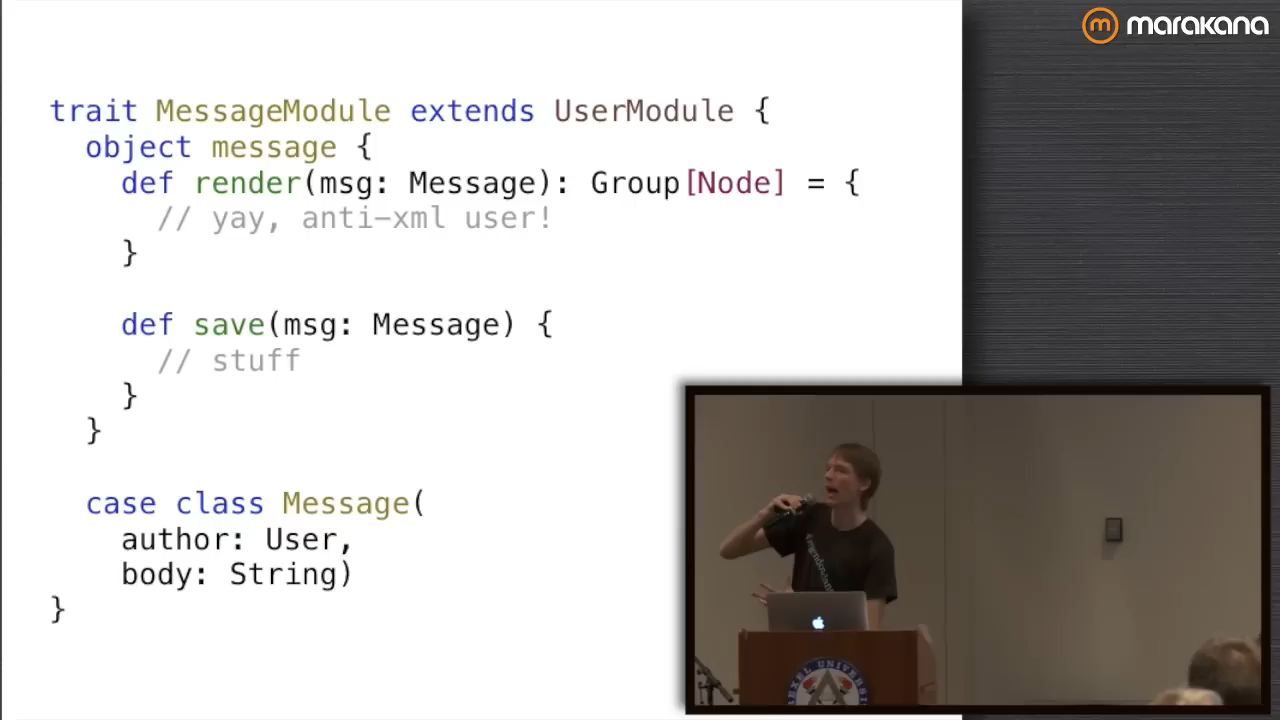 marakana
trait MessageModule extends UserModule {
object message {
def render(msg: Message): Group[Node] = {
// yay, anti-xml user!
}
def save(msg: Message) {
// stuff
}
}
case class Message(
author: User,
body: String)
}